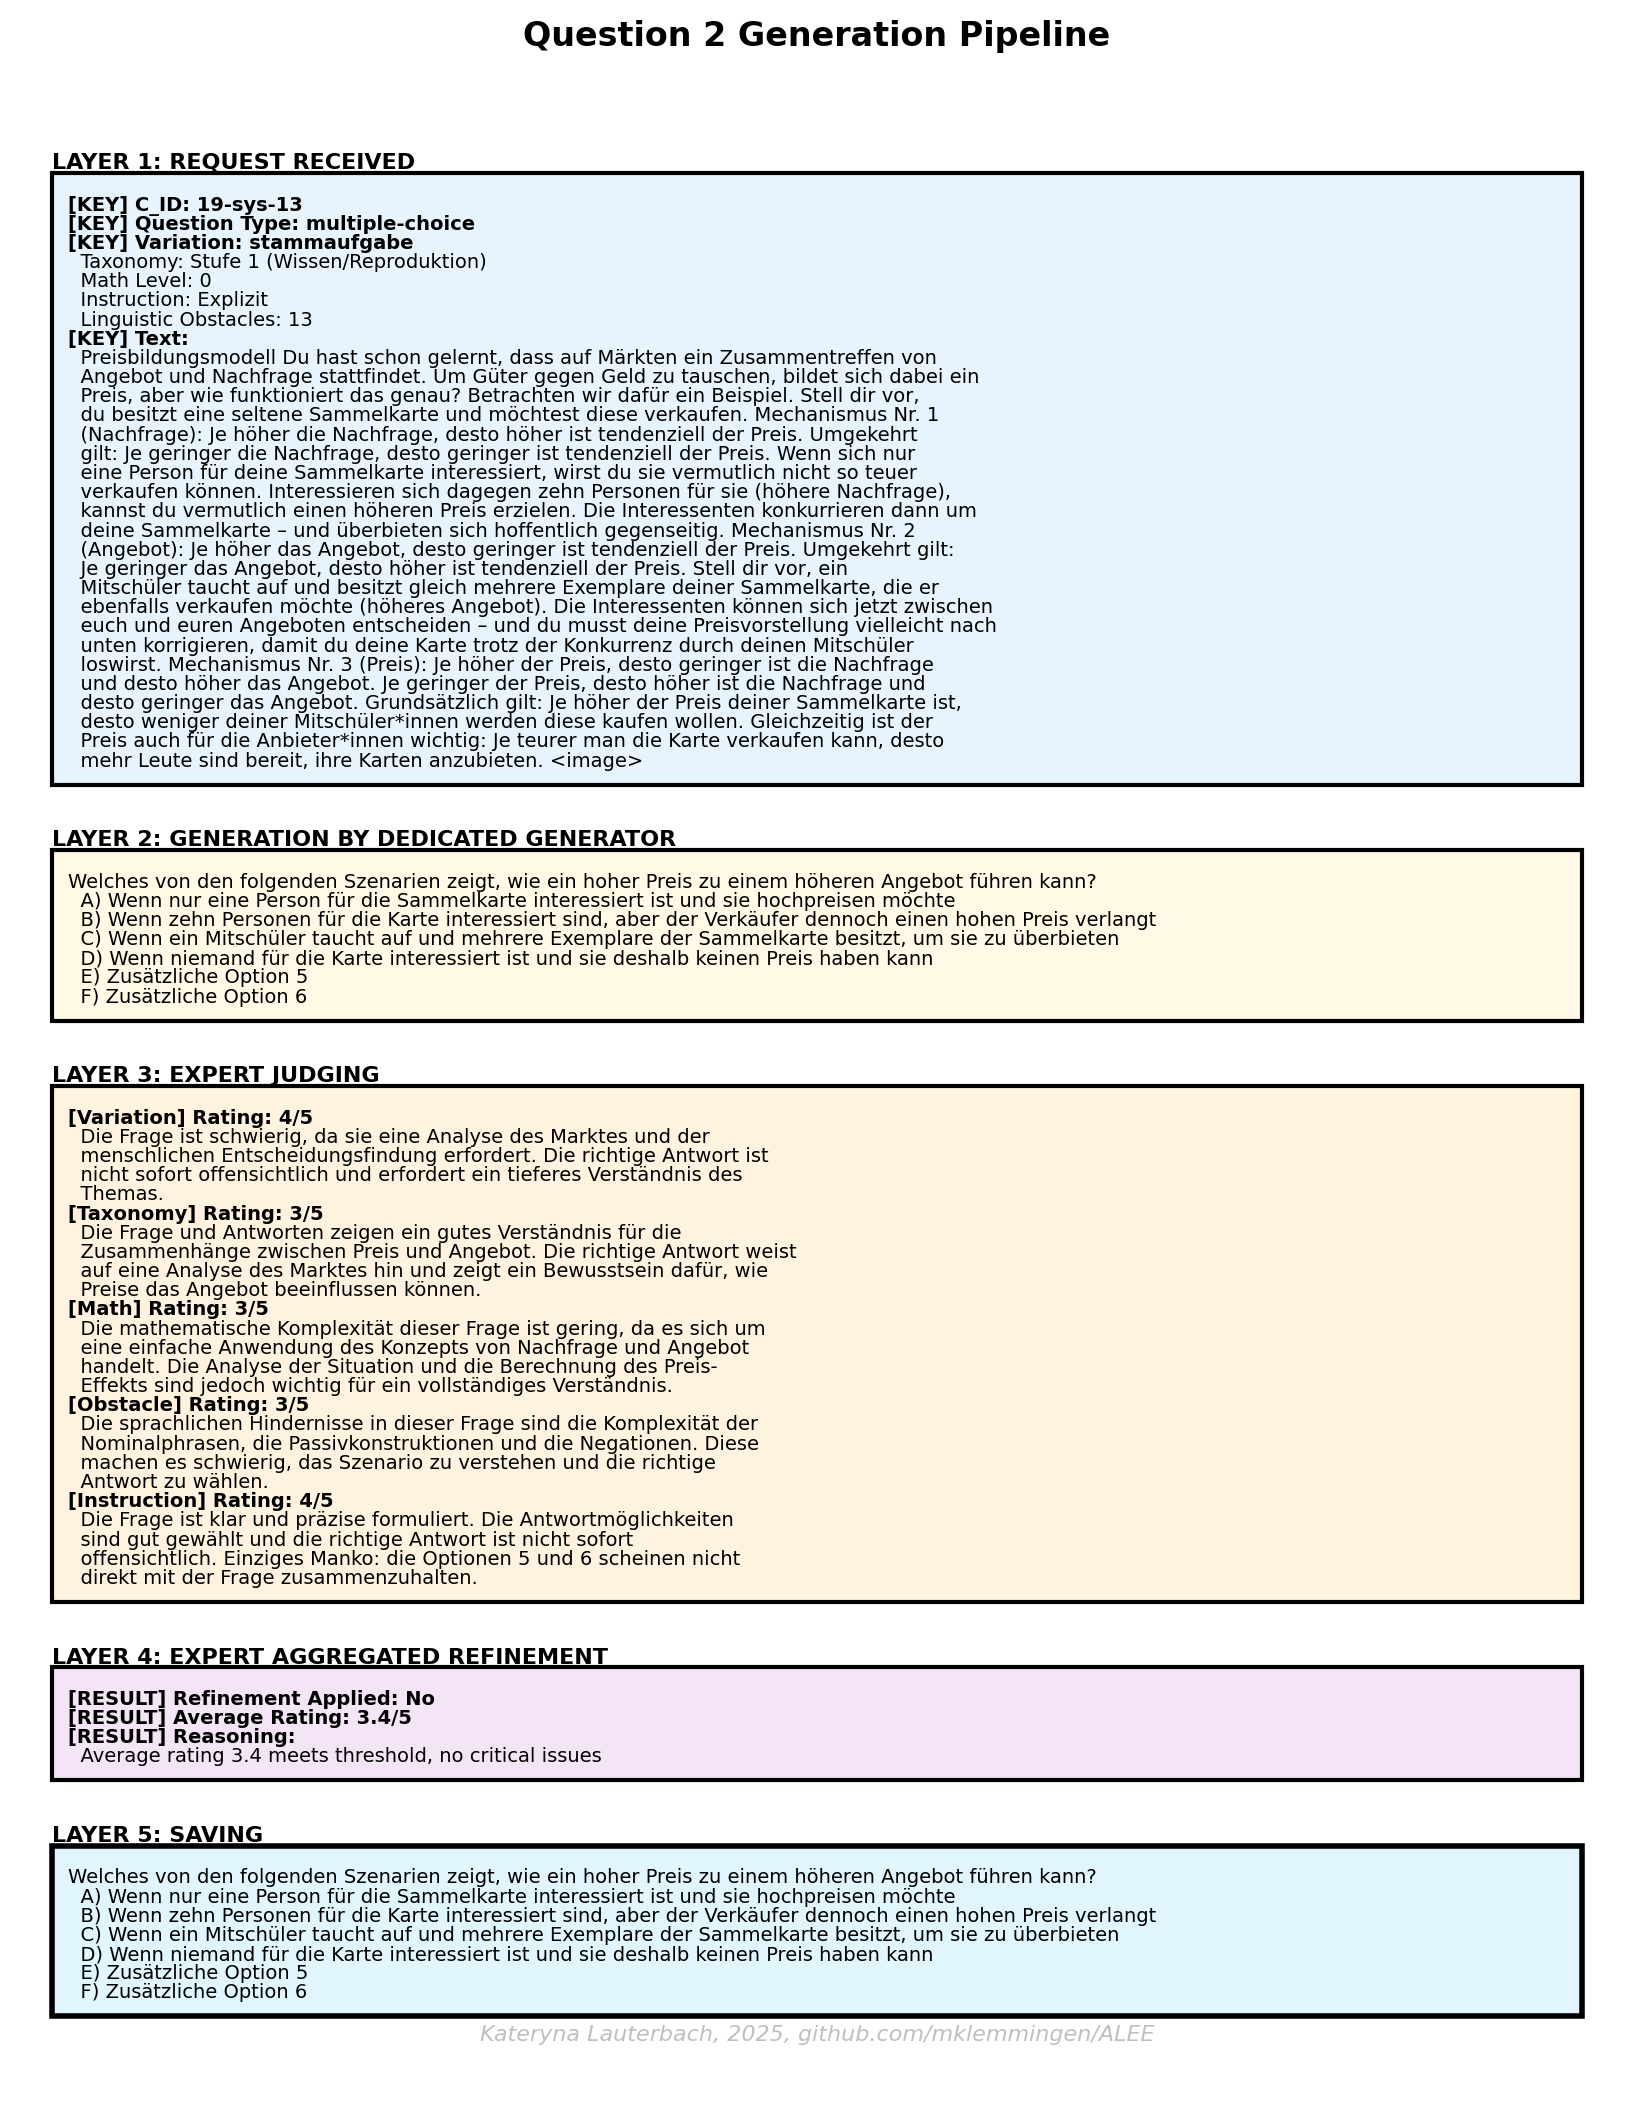 Question 2 Generation Pipeline
LAYER 1: REQUEST RECEIVED
[KEY] C_ID: 19-sys-13
[KEY] Question Type: multiple-choice
[KEY] Variation: stammaufgabe
Taxonomy: Stufe 1 (Wissen/Reproduktion)
Math Level: 0
Instruction: Explizit
Linguistic Obstacles: 13
[KEY] Text:
Preisbildungsmodell Du hast schon gelernt, dass auf Märkten ein Zusammentreffen von
Angebot und Nachfrage stattfindet. Um Güter gegen Geld zu tauschen, bildet sich dabei ein
Preis, aber wie funktioniert das genau? Betrachten wir dafür ein Beispiel. Stell dir vor,
du besitzt eine seltene Sammelkarte und möchtest diese verkaufen. Mechanismus Nr. 1
(Nachfrage): Je höher die Nachfrage, desto höher ist tendenziell der Preis. Umgekehrt
gilt: Je geringer die Nachfrage, desto geringer ist tendenziell der Preis. Wenn sich nur
eine Person für deine Sammelkarte interessiert, wirst du sie vermutlich nicht so teuer
verkaufen können. Interessieren sich dagegen zehn Personen für sie (höhere Nachfrage),
kannst du vermutlich einen höheren Preis erzielen. Die Interessenten konkurrieren dann um
deine Sammelkarte – und überbieten sich hoffentlich gegenseitig. Mechanismus Nr. 2
(Angebot): Je höher das Angebot, desto geringer ist tendenziell der Preis. Umgekehrt gilt:
Je geringer das Angebot, desto höher ist tendenziell der Preis. Stell dir vor, ein
Mitschüler taucht auf und besitzt gleich mehrere Exemplare deiner Sammelkarte, die er
ebenfalls verkaufen möchte (höheres Angebot). Die Interessenten können sich jetzt zwischen
euch und euren Angeboten entscheiden – und du musst deine Preisvorstellung vielleicht nach
unten korrigieren, damit du deine Karte trotz der Konkurrenz durch deinen Mitschüler
loswirst. Mechanismus Nr. 3 (Preis): Je höher der Preis, desto geringer ist die Nachfrage
und desto höher das Angebot. Je geringer der Preis, desto höher ist die Nachfrage und
desto geringer das Angebot. Grundsätzlich gilt: Je höher der Preis deiner Sammelkarte ist,
desto weniger deiner Mitschüler*innen werden diese kaufen wollen. Gleichzeitig ist der
Preis auch für die Anbieter*innen wichtig: Je teurer man die Karte verkaufen kann, desto
mehr Leute sind bereit, ihre Karten anzubieten. <image>
LAYER 2: GENERATION BY DEDICATED GENERATOR
Welches von den folgenden Szenarien zeigt, wie ein hoher Preis zu einem höheren Angebot führen kann?
A) Wenn nur eine Person für die Sammelkarte interessiert ist und sie hochpreisen möchte
B) Wenn zehn Personen für die Karte interessiert sind, aber der Verkäufer dennoch einen hohen Preis verlangt
C) Wenn ein Mitschüler taucht auf und mehrere Exemplare der Sammelkarte besitzt, um sie zu überbieten
D) Wenn niemand für die Karte interessiert ist und sie deshalb keinen Preis haben kann
E) Zusätzliche Option 5
F) Zusätzliche Option 6
LAYER 3: EXPERT JUDGING
[Variation] Rating: 4/5
Die Frage ist schwierig, da sie eine Analyse des Marktes und der
menschlichen Entscheidungsfindung erfordert. Die richtige Antwort ist
nicht sofort offensichtlich und erfordert ein tieferes Verständnis des
Themas.
[Taxonomy] Rating: 3/5
Die Frage und Antworten zeigen ein gutes Verständnis für die
Zusammenhänge zwischen Preis und Angebot. Die richtige Antwort weist
auf eine Analyse des Marktes hin und zeigt ein Bewusstsein dafür, wie
Preise das Angebot beeinflussen können.
[Math] Rating: 3/5
Die mathematische Komplexität dieser Frage ist gering, da es sich um
eine einfache Anwendung des Konzepts von Nachfrage und Angebot
handelt. Die Analyse der Situation und die Berechnung des Preis-
Effekts sind jedoch wichtig für ein vollständiges Verständnis.
[Obstacle] Rating: 3/5
Die sprachlichen Hindernisse in dieser Frage sind die Komplexität der
Nominalphrasen, die Passivkonstruktionen und die Negationen. Diese
machen es schwierig, das Szenario zu verstehen und die richtige
Antwort zu wählen.
[Instruction] Rating: 4/5
Die Frage ist klar und präzise formuliert. Die Antwortmöglichkeiten
sind gut gewählt und die richtige Antwort ist nicht sofort
offensichtlich. Einziges Manko: die Optionen 5 und 6 scheinen nicht
direkt mit der Frage zusammenzuhalten.
LAYER 4: EXPERT AGGREGATED REFINEMENT
[RESULT] Refinement Applied: No
[RESULT] Average Rating: 3.4/5
[RESULT] Reasoning:
Average rating 3.4 meets threshold, no critical issues
LAYER 5: SAVING
Welches von den folgenden Szenarien zeigt, wie ein hoher Preis zu einem höheren Angebot führen kann?
A) Wenn nur eine Person für die Sammelkarte interessiert ist und sie hochpreisen möchte
B) Wenn zehn Personen für die Karte interessiert sind, aber der Verkäufer dennoch einen hohen Preis verlangt
C) Wenn ein Mitschüler taucht auf und mehrere Exemplare der Sammelkarte besitzt, um sie zu überbieten
D) Wenn niemand für die Karte interessiert ist und sie deshalb keinen Preis haben kann
E) Zusätzliche Option 5
F) Zusätzliche Option 6
Kateryna Lauterbach, 2025, github.com/mklemmingen/ALEE